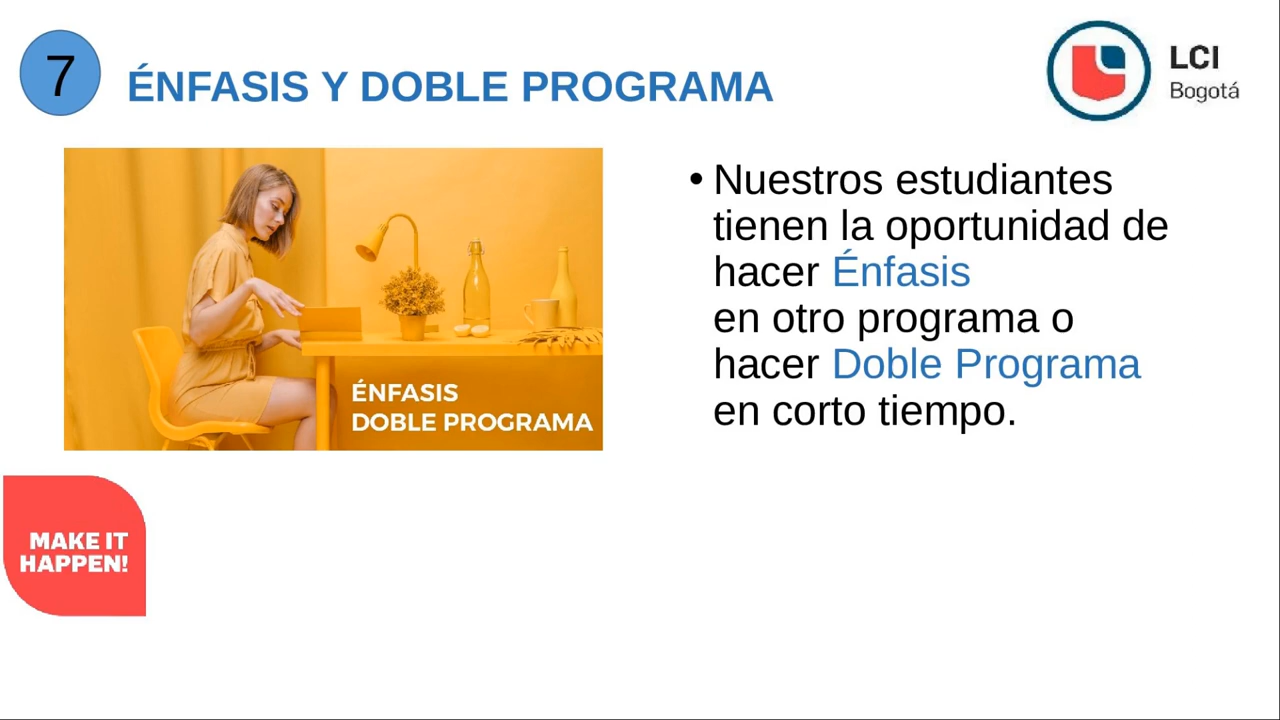 7
ÉNFASIS Y DOBLE PROGRAMA
LCI
Bogotá
ÉNFASIS
DOBLE PROGRAMA
• Nuestros estudiantes
tienen la oportunidad de
hacer Énfasis
en otro programa o
hacer Doble Programa
en corto tiempo.
MAKE IT
HAPPEN!